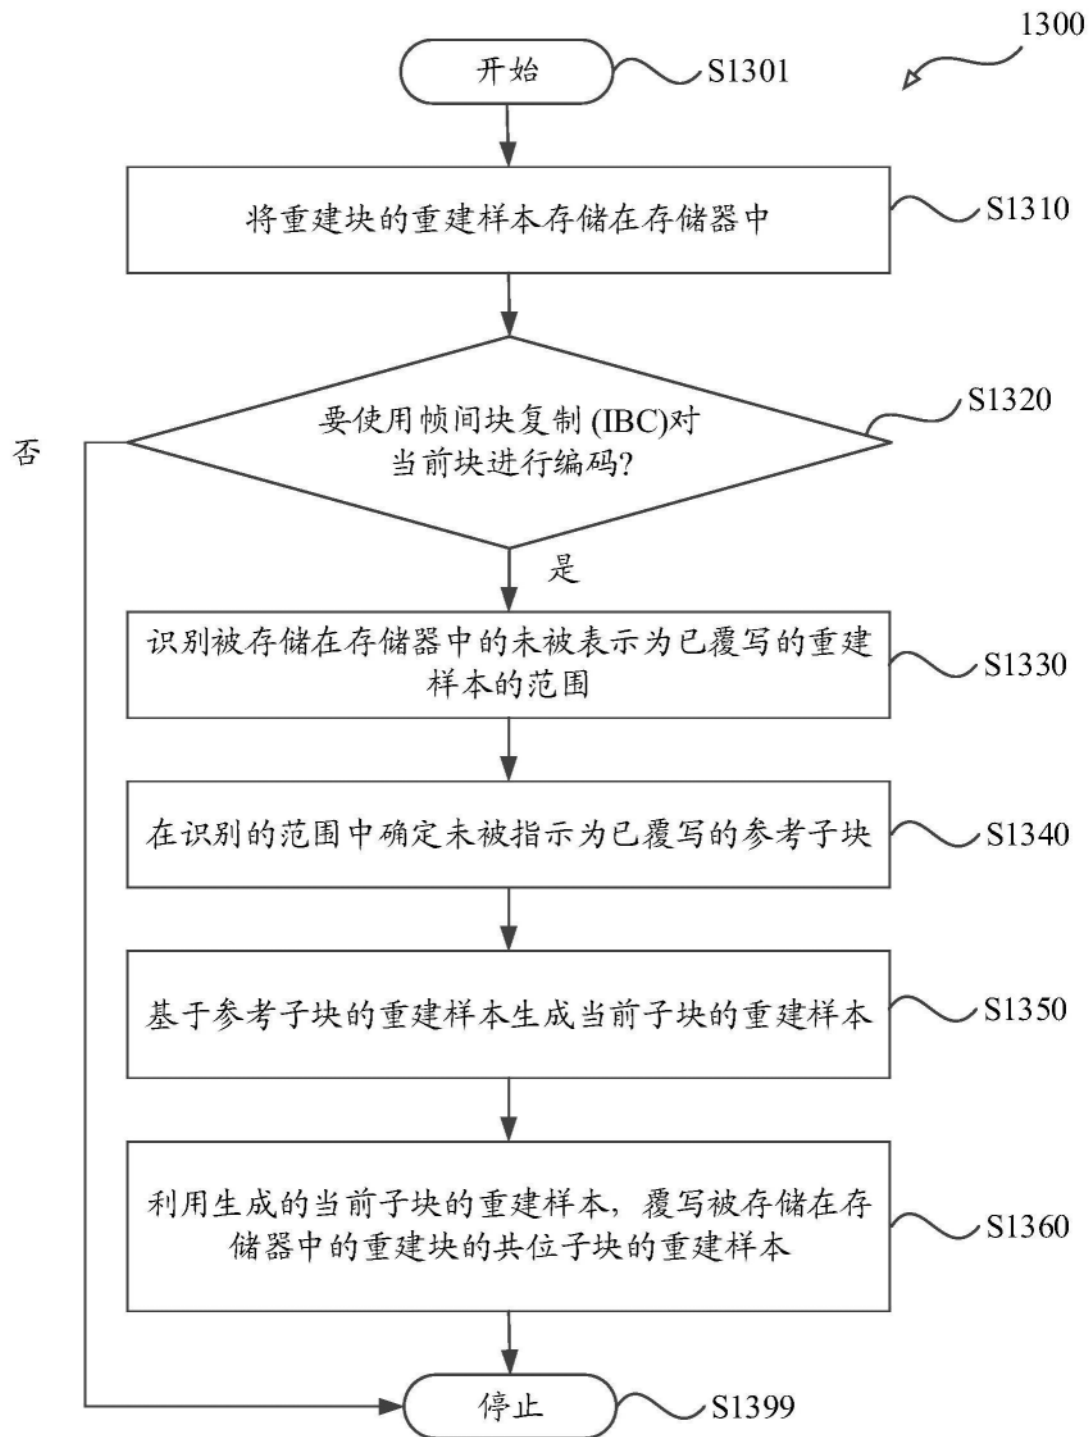 1300
开始
S1301
将重建块的重建样本存储在存储器中
S1310
要使用帧间块复制 (IBC)对
当前块进行编码?
S1320
否
是
识别被存储在存储器中的未被表示为已覆写的重建
样本的范围
S1330
在识别的范围中确定未被指示为已覆写的参考子块
S1340
基于参考子块的重建样本生成当前子块的重建样本
S1350
利用生成的当前子块的重建样本，覆写被存储在存
储器中的重建块的共位子块的重建样本
S1360
停止
S1399